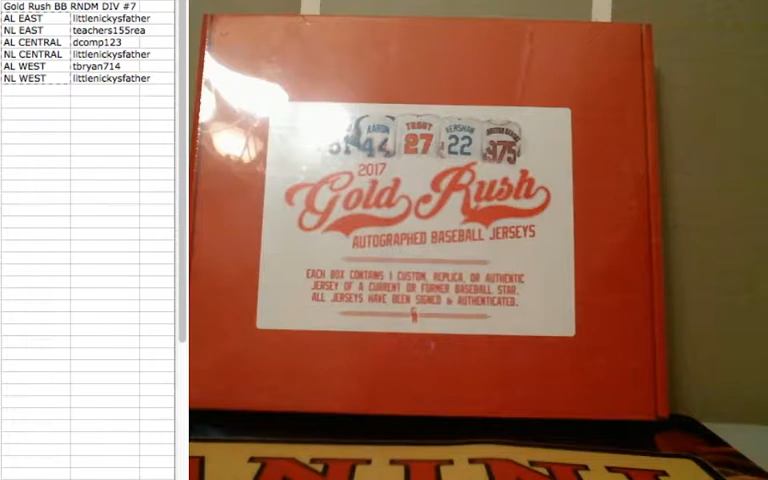 Gold Rush BB RNDM DIV #7
AL EAST littlenickysfather
NL EAST teachers155rea
AL CENTRAL dcomp123
NL CENTRAL littlenickysfather
AL WEST tbryan714
NL WEST littlenickysfather
AARON TROUT KERSHAW
44 27 22 975
2017
Gold Rush
AUTOGRAPHED BASEBALL JERSEYS
EACH BOX CONTAINS 1 CUSTOM, REPLICA, OR AUTHENTIC
JERSEY OF A CURRENT OR FORMER BASEBALL STAR.
ALL JERSEYS HAVE BEEN SIGNED & AUTHENTICATED.
PANINI